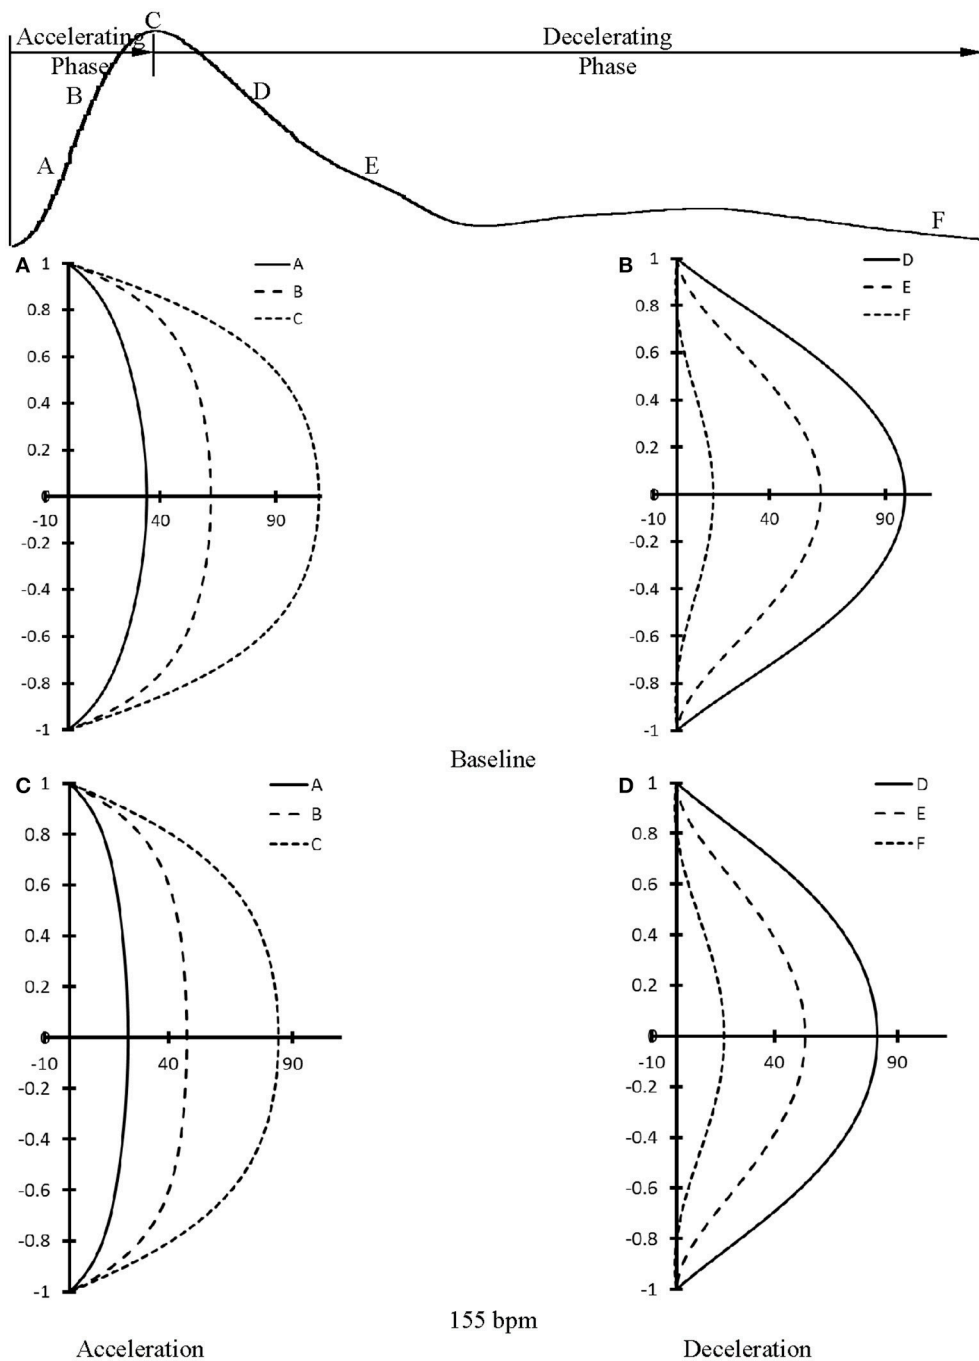 C
Accelerating
Phase
Decelerating
Phase
B
D
A
E
F
A
1
0.8
0.6
0.4
0.2
0
-0.2
-0.4
-0.6
-0.8
-1
-10
40
90
A
B
C
B
1
0.8
0.6
0.4
0.2
0
-0.2
-0.4
-0.6
-0.8
-1
-10
40
90
D
E
F
Baseline
C
1
0.8
0.6
0.4
0.2
0
-0.2
-0.4
-0.6
-0.8
-1
-10
40
90
A
B
C
D
1
0.8
0.6
0.4
0.2
0
-0.2
-0.4
-0.6
-0.8
-1
-10
40
90
D
E
F
155 bpm
Acceleration
Deceleration